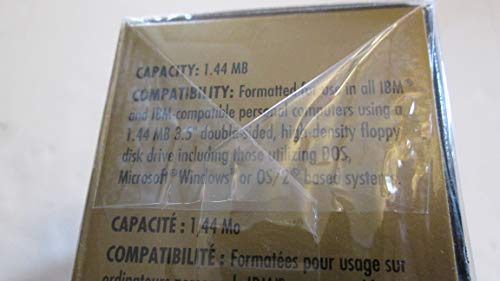 CAPACITY: 1.44 MB
COMPATIBILITY: Formatted for use in all IBM®
and IBM-compatible personal computers using a
1.44 MB 3.5" double-sided, high-density floppy
disk drive including those utilizing DOS,
Microsoft® Windows® or OS/2® based systems.
CAPACITÉ : 1,44 Mo
COMPATIBILITÉ : Formatées pour usage sur
ordinateurs